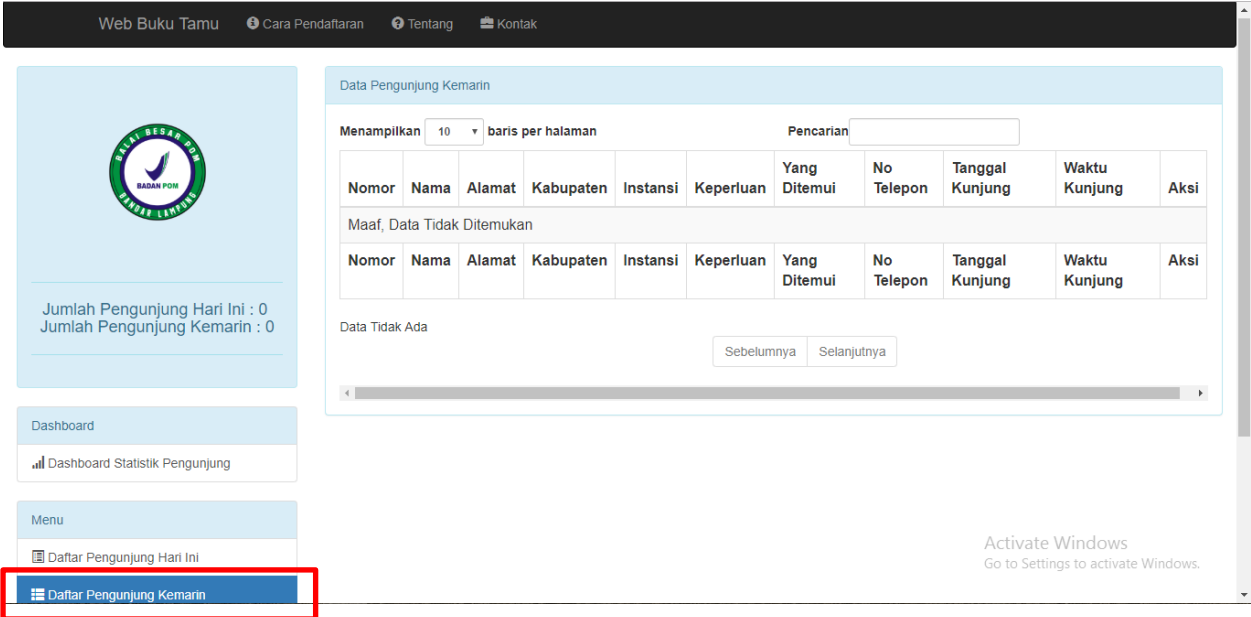 Web Buku Tamu Cara Pendaftaran Tentang Kontak
BALAI BESAR POM
BADAN POM
BANDAR LAMPUNG
Jumlah Pengunjung Hari Ini : 0
Jumlah Pengunjung Kemarin : 0
Dashboard
Dashboard Statistik Pengunjung
Menu
Daftar Pengunjung Hari Ini
Daftar Pengunjung Kemarin
Data Pengunjung Kemarin
Menampilkan 10 baris per halaman Pencarian
Nomor Nama Alamat Kabupaten Instansi Keperluan Yang Ditemui No Telepon Tanggal Kunjung Waktu Kunjung Aksi
Maaf, Data Tidak Ditemukan
Nomor Nama Alamat Kabupaten Instansi Keperluan Yang Ditemui No Telepon Tanggal Kunjung Waktu Kunjung Aksi
Data Tidak Ada
Sebelumnya Selanjutnya
Activate Windows
Go to Settings to activate Windows.